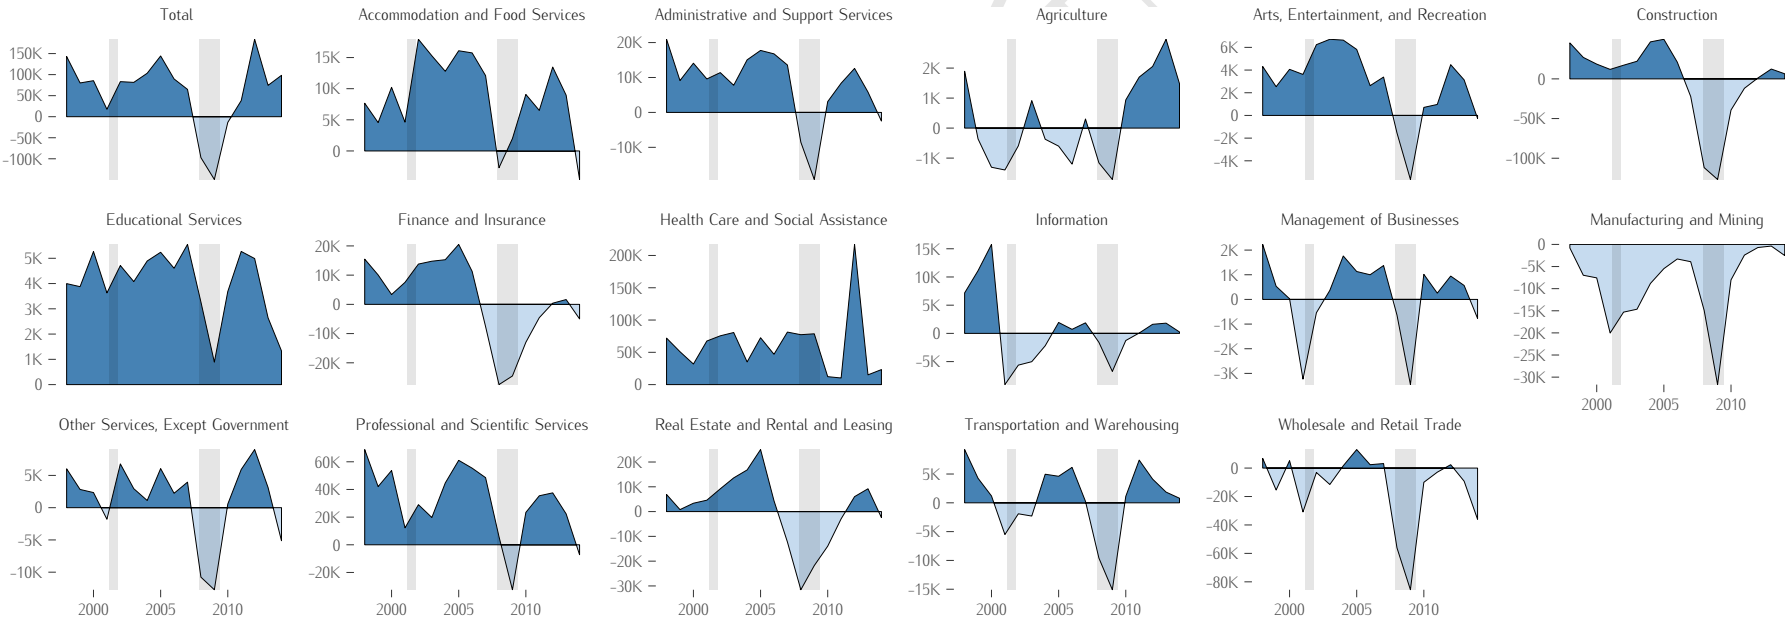 Total
150K
100K
50K
0
-50K
-100K
Accommodation and Food Services
15K
10K
5K
0
Administrative and Support Services
20K
10K
0
-10K
Agriculture
2K
1K
0
-1K
Arts, Entertainment, and Recreation
6K
4K
2K
0
-2K
-4K
Construction
0
-50K
-100K
Educational Services
5K
4K
3K
2K
1K
0
Finance and Insurance
20K
10K
0
-10K
-20K
Health Care and Social Assistance
200K
150K
100K
50K
0
Information
15K
10K
5K
0
-5K
Management of Businesses
2K
1K
0
-1K
-2K
-3K
Manufacturing and Mining
0
-5K
-10K
-15K
-20K
-25K
-30K
2000 2005 2010
Other Services, Except Government
5K
0
-5K
-10K
2000 2005 2010
Professional and Scientific Services
60K
40K
20K
0
-20K
2000 2005 2010
Real Estate and Rental and Leasing
20K
10K
0
-10K
-20K
-30K
2000 2005 2010
Transportation and Warehousing
5K
0
-5K
-10K
-15K
2000 2005 2010
Wholesale and Retail Trade
0
-20K
-40K
-60K
-80K
2000 2005 2010